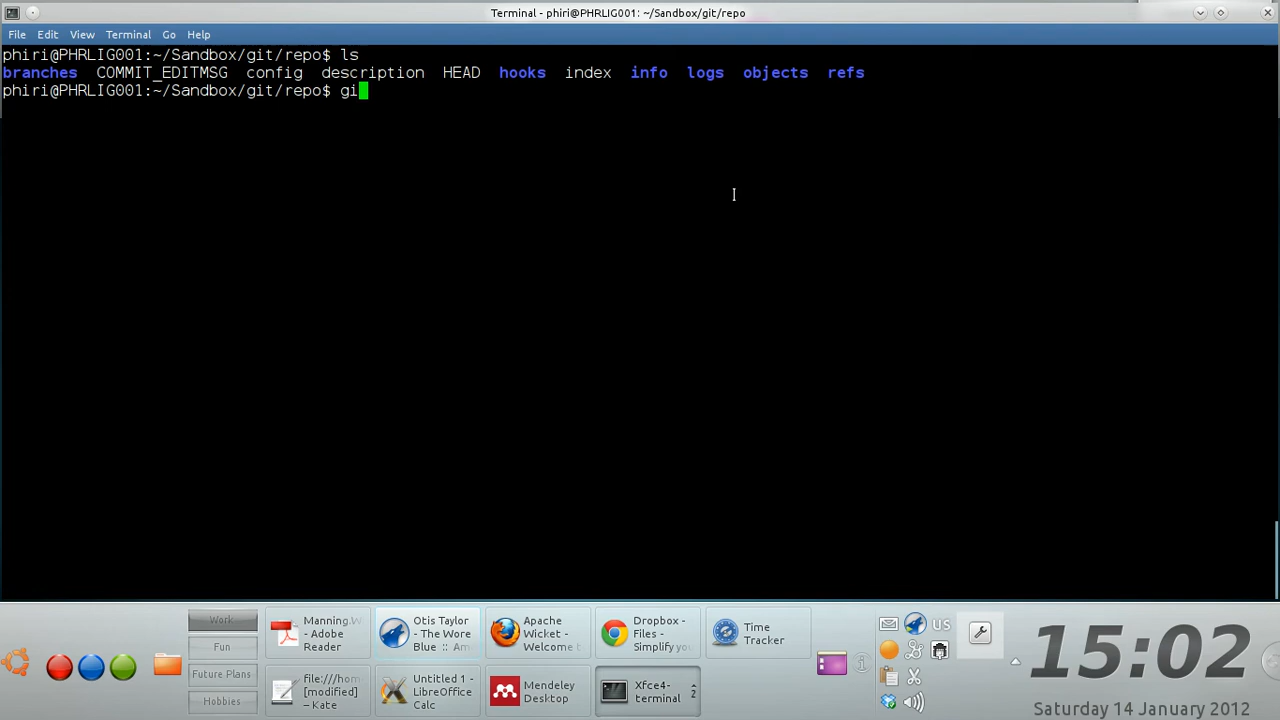 Terminal - phiri@PHRLIG001: ~/Sandbox/git/repo
File Edit View Terminal Go Help
phiri@PHRLIG001:~/Sandbox/git/repo$ ls
branches COMMIT_EDITMSG config description HEAD hooks index info logs objects refs
phiri@PHRLIG001:~/Sandbox/git/repo$ gi
Work
Fun
Future Plans
Hobbies
Manning.W
- Adobe
Reader
Otis Taylor
- The Wore
Blue :: Am
Apache
Wicket -
Welcome t
Dropbox -
Files -
Simplify yo
Time
Tracker
file:///hom
[modified]
– Kate
Untitled 1 -
LibreOffice
Calc
Mendeley
Desktop
Xfce4-
terminal
2
US
15:02
Saturday 14 January 2012